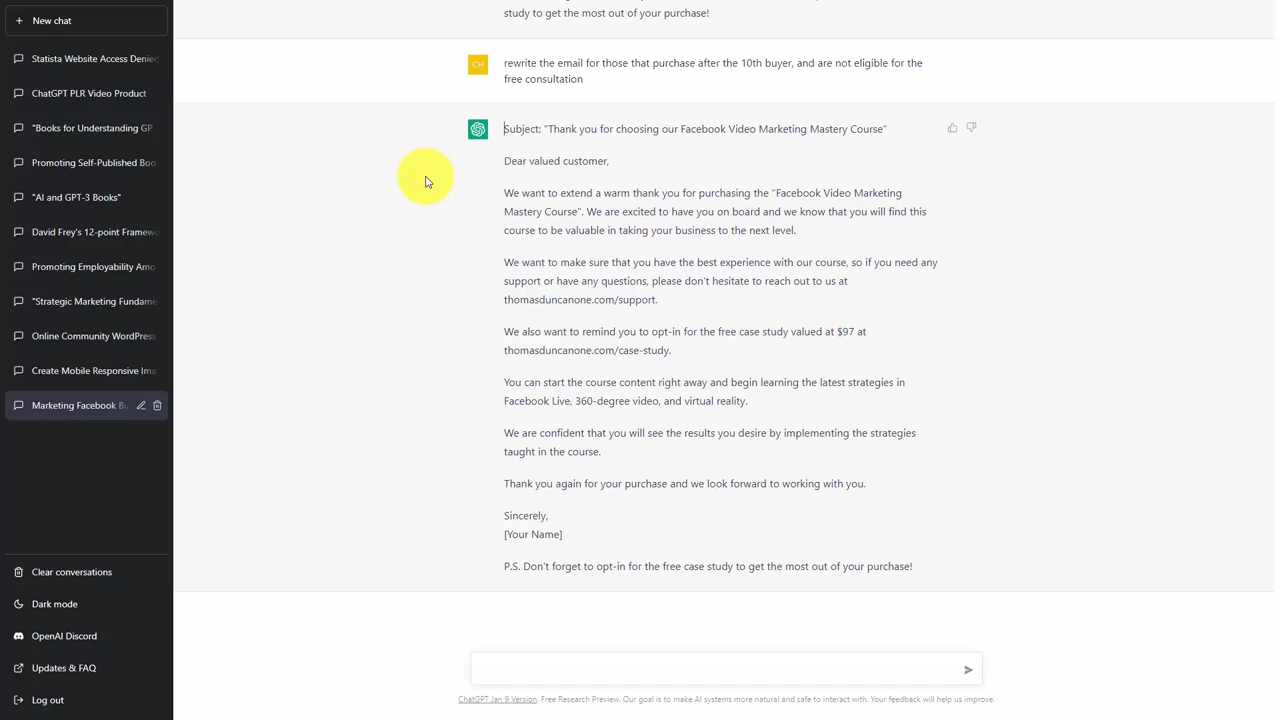 New chat
Statista Website Access Denie
ChatGPT PLR Video Product
"Books for Understanding GP
Promoting Self-Published Boo
"AI and GPT-3 Books"
David Frey's 12-point Framew
Promoting Employability Amo
"Strategic Marketing Fundame
Online Community WordPress
Create Mobile Responsive Ima
Marketing Facebook Bu
Clear conversations
Dark mode
OpenAI Discord
Updates & FAQ
Log out
study to get the most out of your purchase!
CH
rewrite the email for those that purchase after the 10th buyer, and are not eligible for the
free consultation
Subject: "Thank you for choosing our Facebook Video Marketing Mastery Course"
Dear valued customer,
We want to extend a warm thank you for purchasing the "Facebook Video Marketing
Mastery Course". We are excited to have you on board and we know that you will find this
course to be valuable in taking your business to the next level.
We want to make sure that you have the best experience with our course, so if you need any
support or have any questions, please don't hesitate to reach out to us at
thomasduncanone.com/support.
We also want to remind you to opt-in for the free case study valued at $97 at
thomasduncanone.com/case-study.
You can start the course content right away and begin learning the latest strategies in
Facebook Live, 360-degree video, and virtual reality.
We are confident that you will see the results you desire by implementing the strategies
taught in the course.
Thank you again for your purchase and we look forward to working with you.
Sincerely,
[Your Name]
P.S. Don't forget to opt-in for the free case study to get the most out of your purchase!
ChatGPT Jan 9 Version. Free Research Preview. Our goal is to make AI systems more natural and safe to interact with. Your feedback will help us improve.